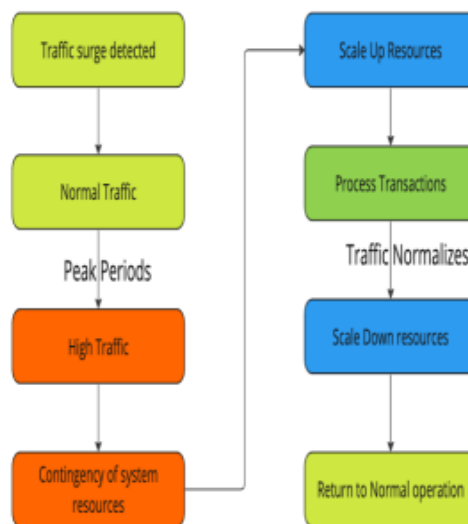 Traffic surge detected
Normal Traffic
Peak Periods
High Traffic
Contingency of system
resources
Scale Up Resources
Process Transactions
Traffic Normalizes
Scale Down resources
Return to Normal operation